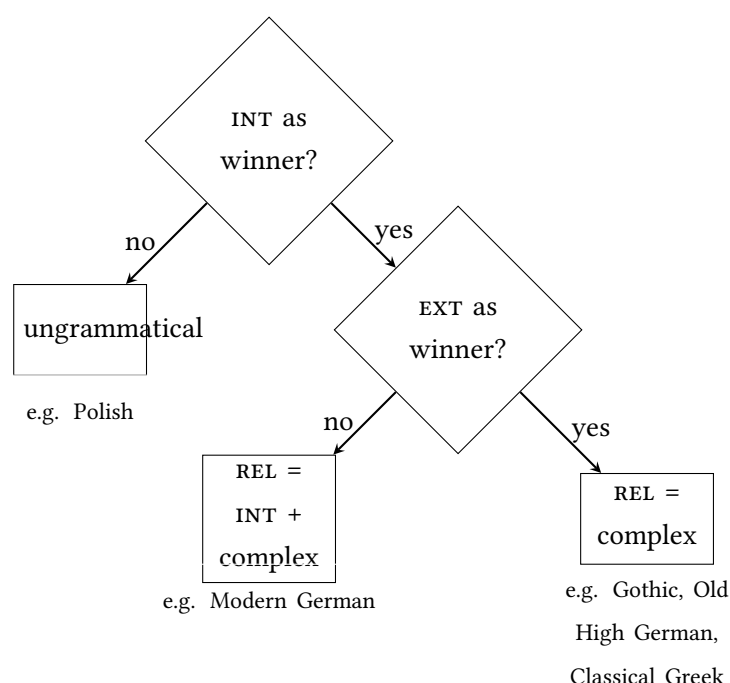 INT as
winner?
no
yes
ungrammatical
e.g. Polish
EXT as
winner?
no
yes
REL =
INT +
complex
e.g. Modern German
REL =
complex
e.g. Gothic, Old
High German,
Classical Greek